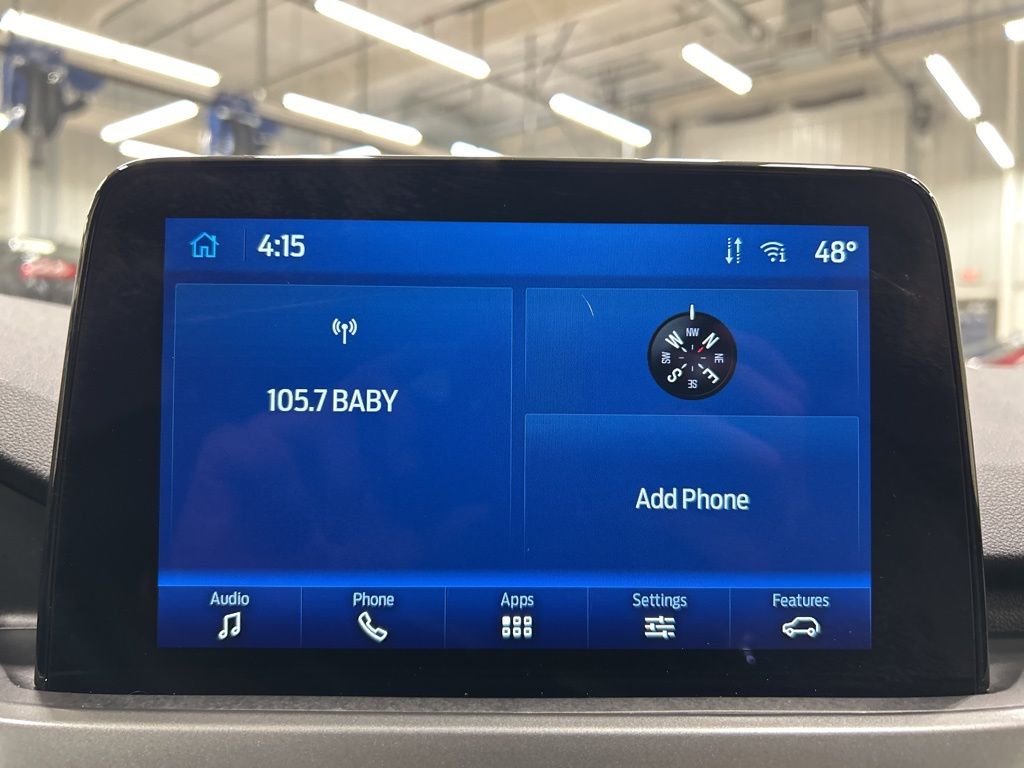 4:15
48°
105.7 BABY
NW
W
N
SW
NE
S
E
SE
Add Phone
Audio
Phone
Apps
Settings
Features